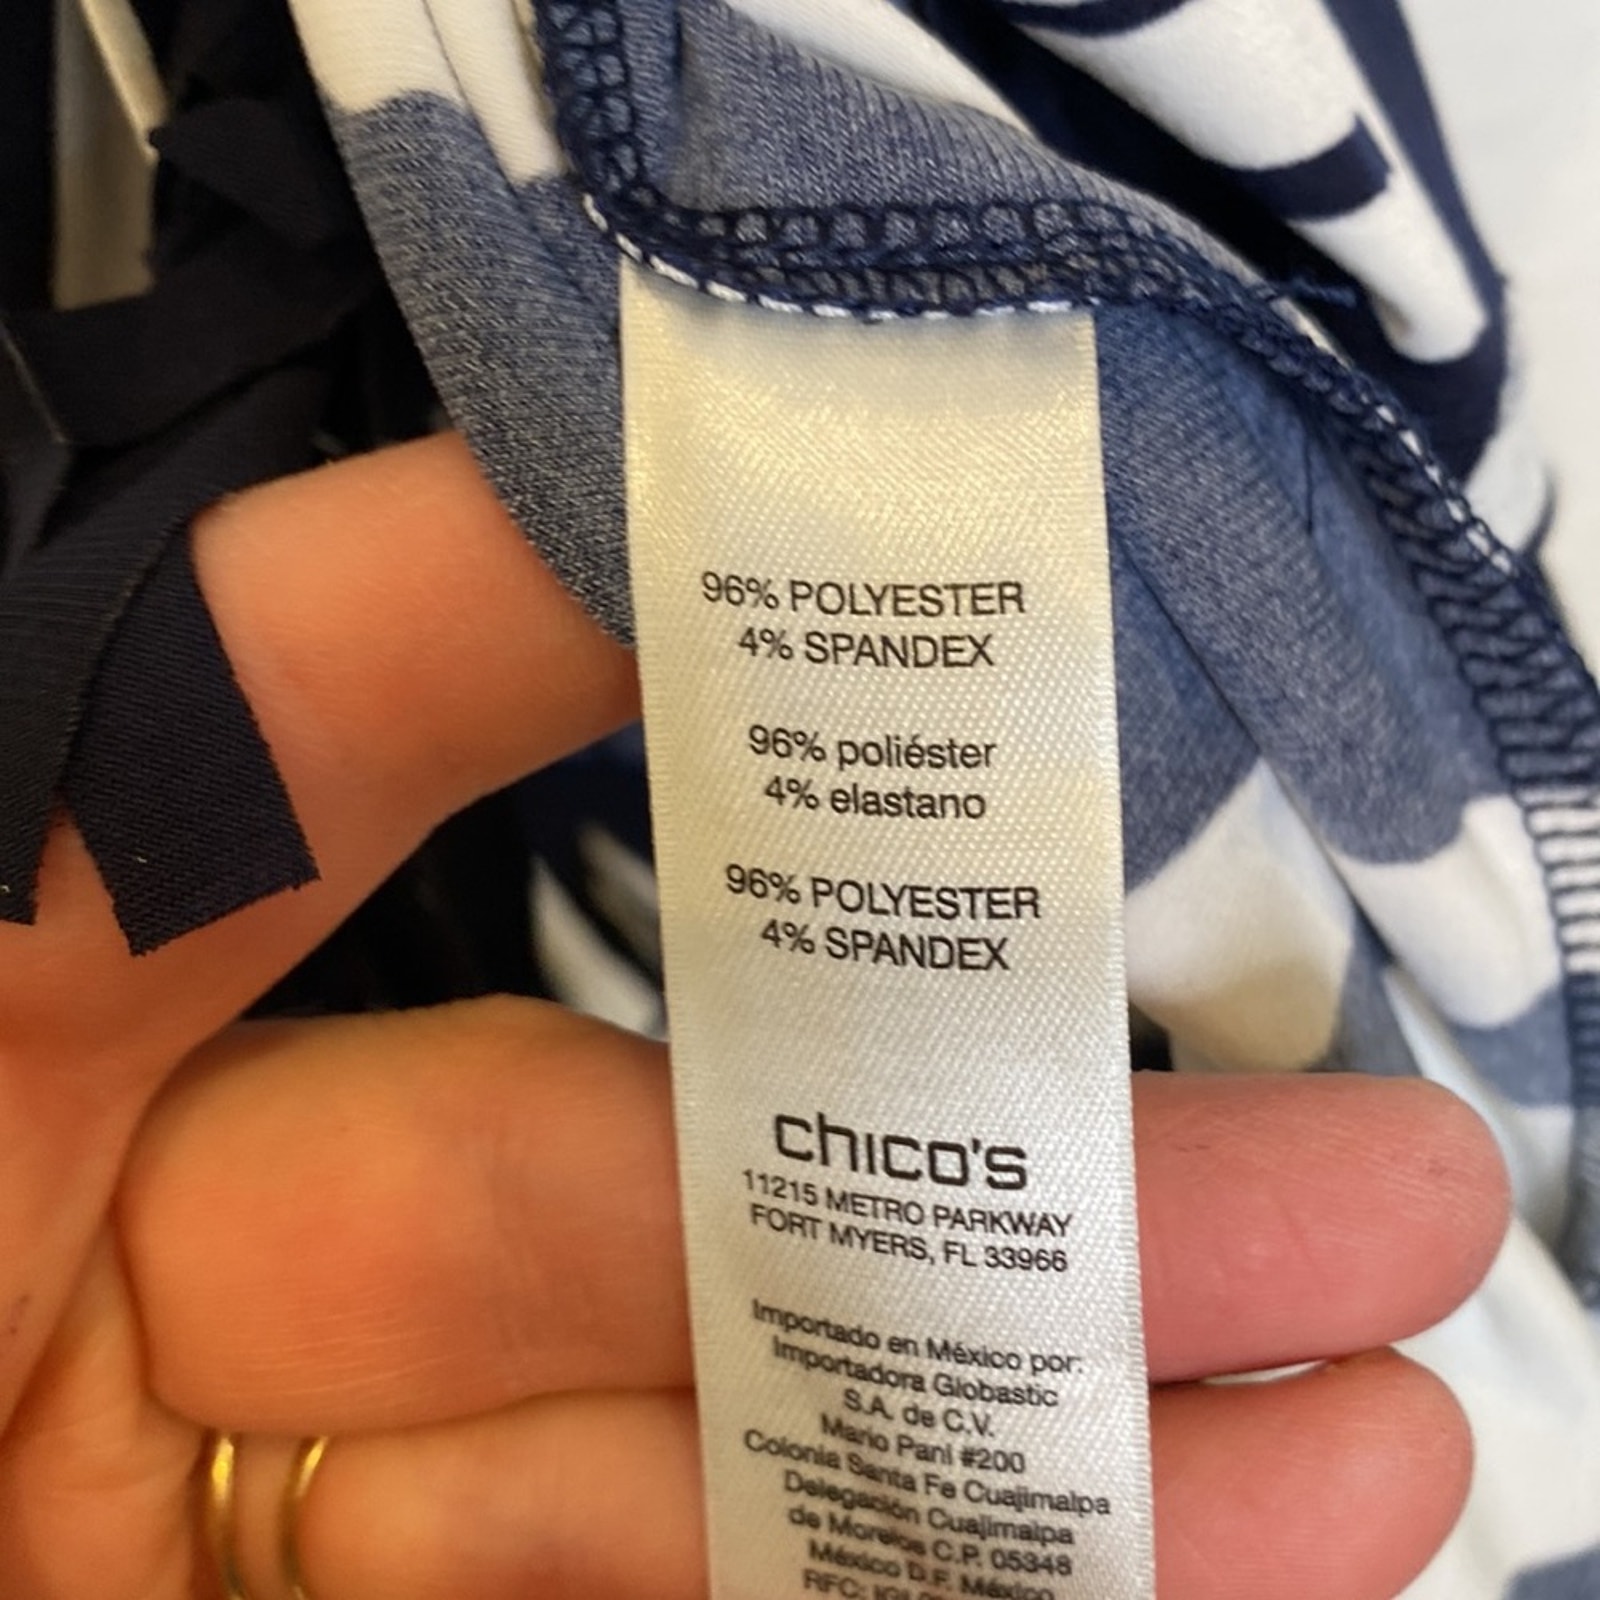 96% POLYESTER
4% SPANDEX
96% poliéster
4% elastano
96% POLYESTER
4% SPANDEX
chico's
11215 METRO PARKWAY
FORT MYERS, FL 33966
Importado en México por:
Importadora Globastic
S.A. de C.V.
Mario Pani #200
Colonia Santa Fe Cuajimalpa
Delegación Cuajimalpa
de Morelos C.P. 05348
México D.F. México
RFC: